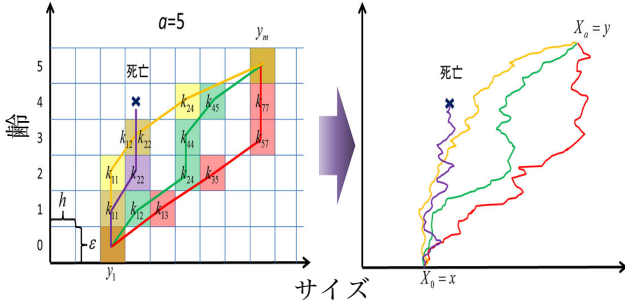 a=5
y_m
死亡
5
4
3
2
1
0
齢
k_24
k_45
k_77
k_12
k_22
k_44
k_57
k_11
k_22
k_24
k_35
k_11
k_12
k_13
h
ε
y_1
サイズ
X_a = y
死亡
X_0 = x